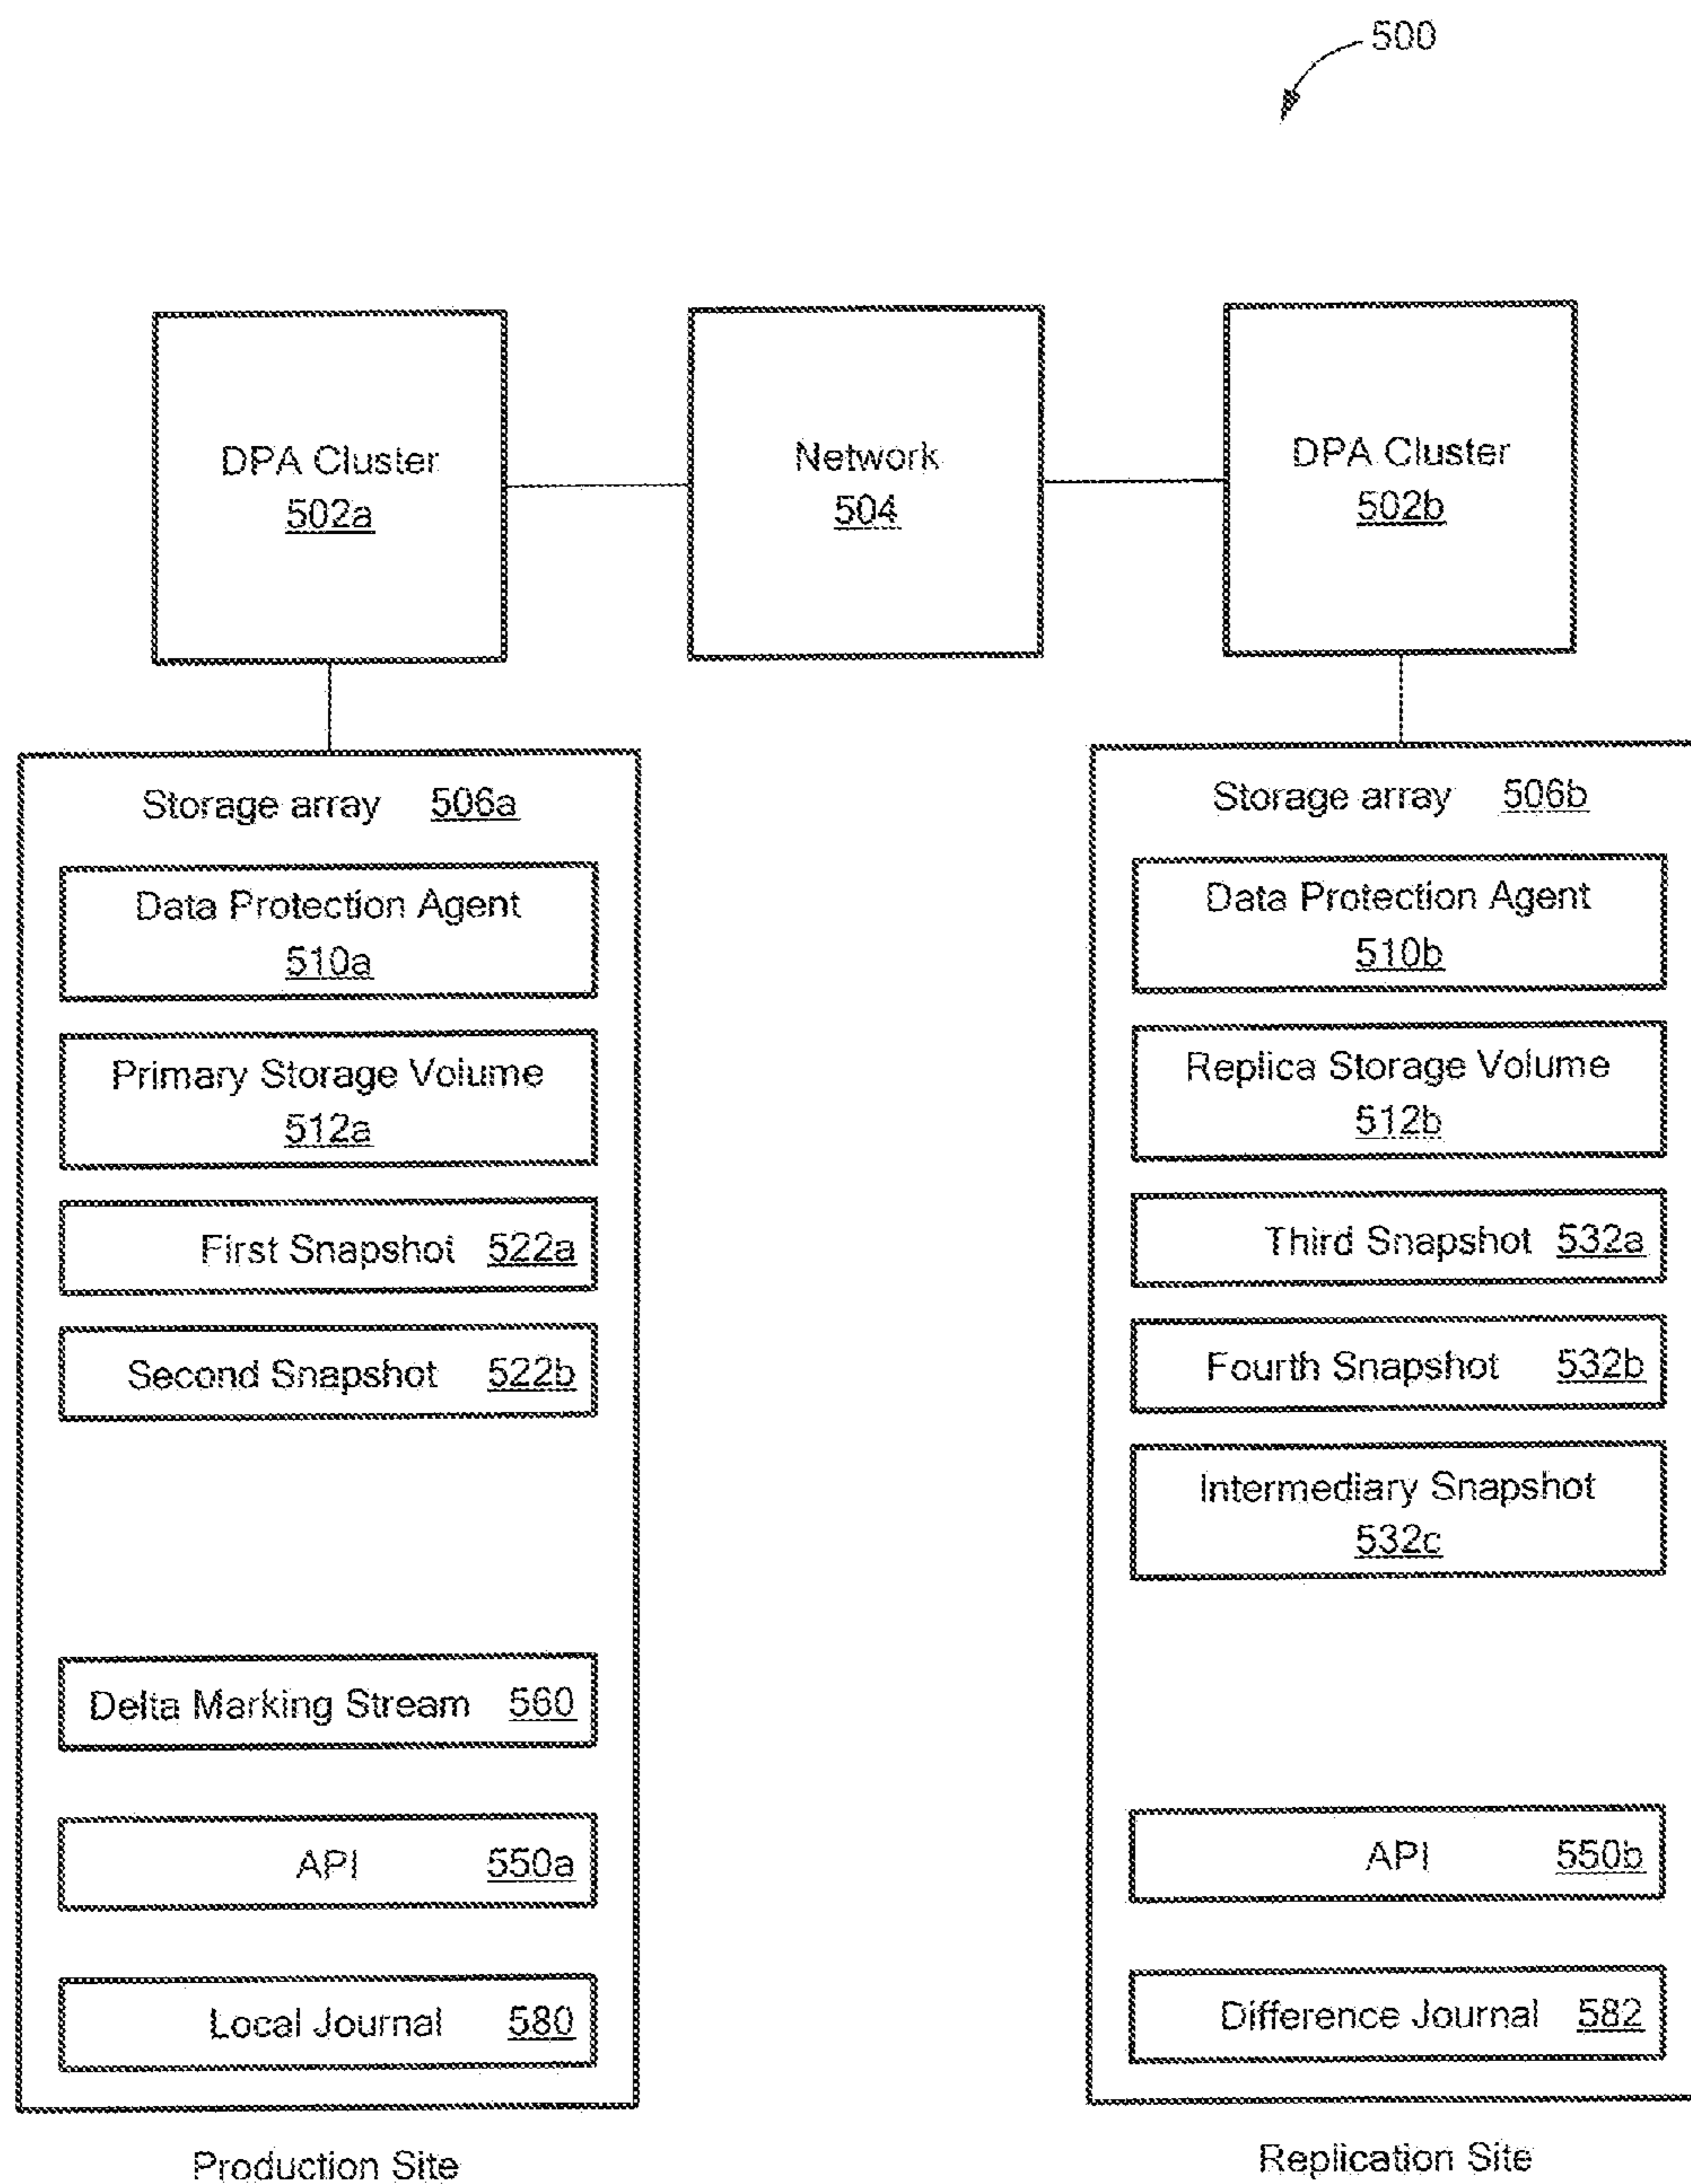 500
DPA Cluster
502a
Network
504
DPA Cluster
502b
Storage array 506a
Data Protection Agent
510a
Primary Storage Volume
512a
First Snapshot 522a
Second Snapshot 522b
Delta Marking Stream 560
API 550a
Local Journal 580
Production Site
Storage array 506b
Data Protection Agent
510b
Replica Storage Volume
512b
Third Snapshot 532a
Fourth Snapshot 532b
Intermediary Snapshot
532c
API 550b
Difference Journal 582
Replication Site